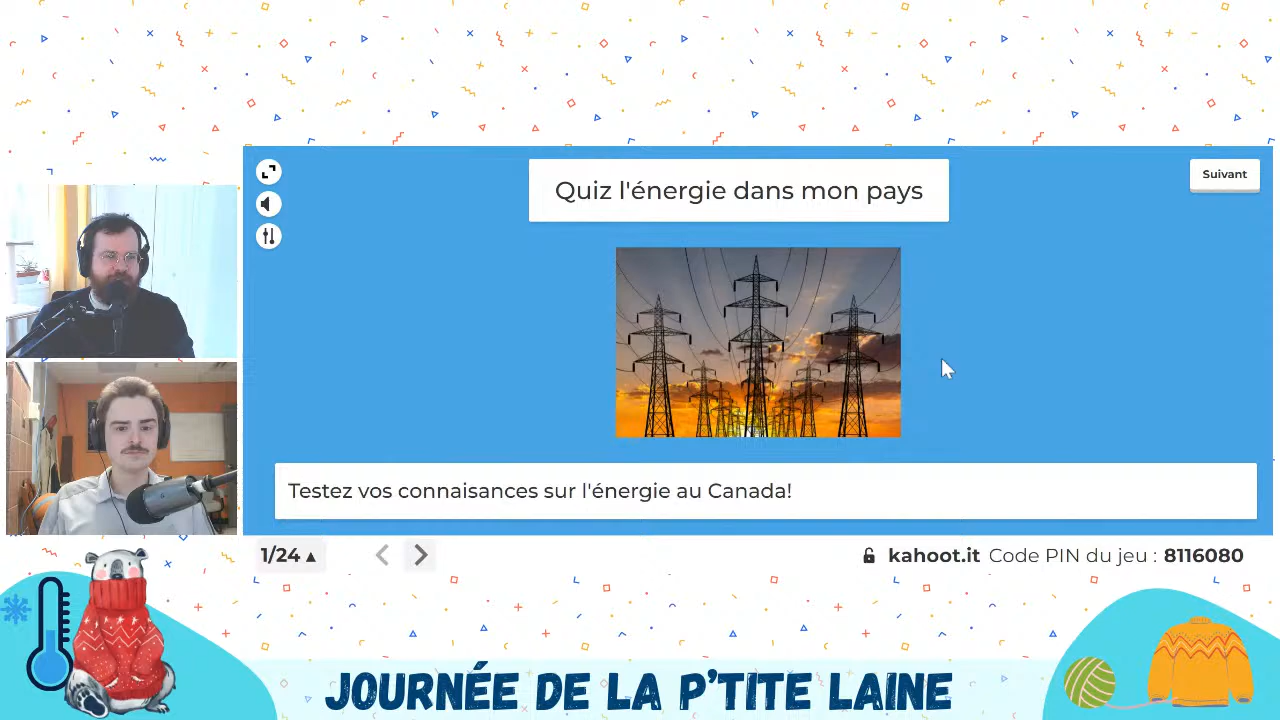 Quiz l'énergie dans mon pays
Suivant
Testez vos connaisances sur l'énergie au Canada!
1/24 ▲
kahoot.it Code PIN du jeu : 8116080
JOURNÉE DE LA P'TITE LAINE